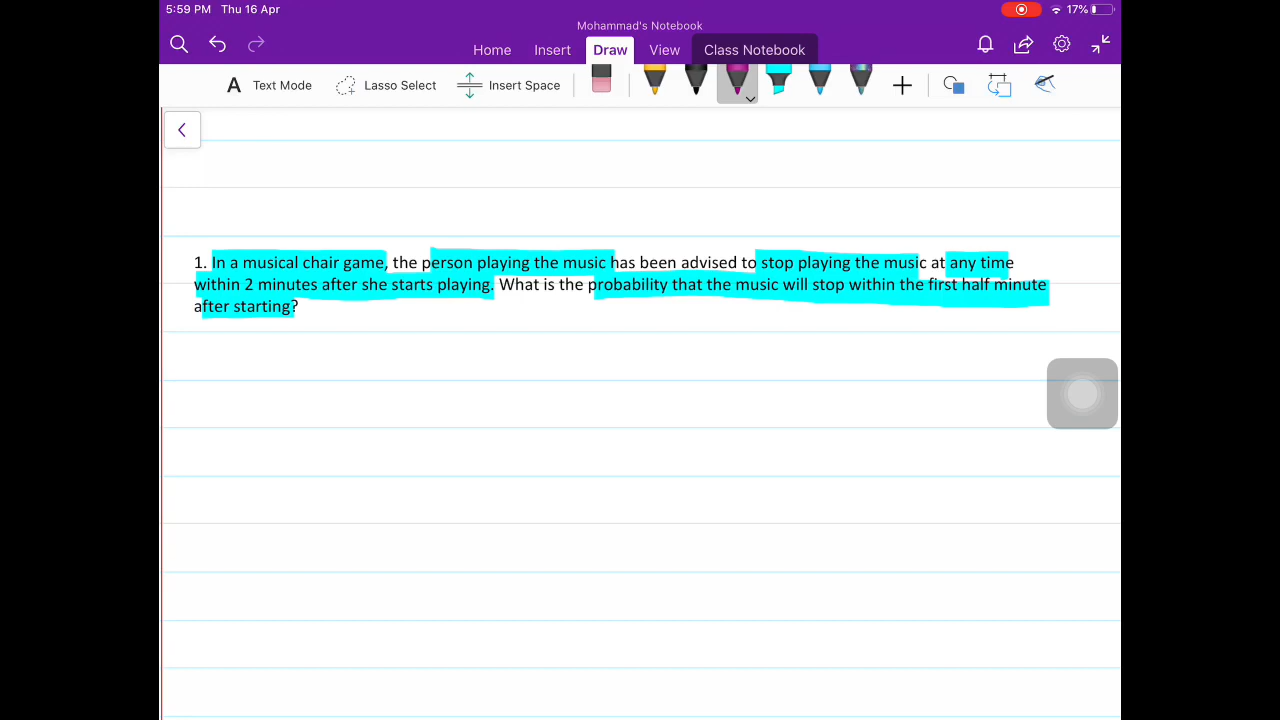 5:59 PM Thu 16 Apr
17%
Mohammad's Notebook
Home Insert Draw View Class Notebook
A Text Mode Lasso Select Insert Space
1. In a musical chair game, the person playing the music has been advised to stop playing the music at any time
within 2 minutes after she starts playing. What is the probability that the music will stop within the first half minute
after starting?